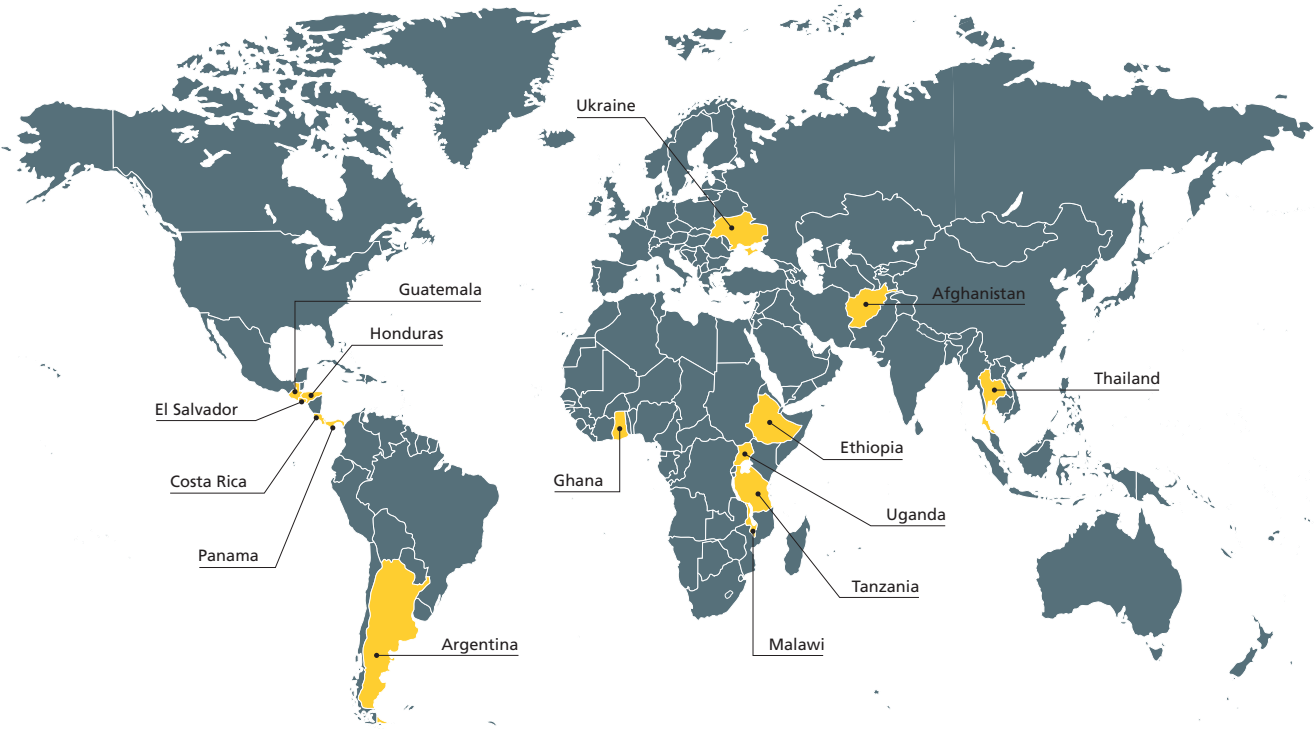 Ukraine
Guatemala
Afghanistan
Honduras
Thailand
El Salvador
Ethiopia
Costa Rica
Ghana
Uganda
Panama
Tanzania
Argentina
Malawi